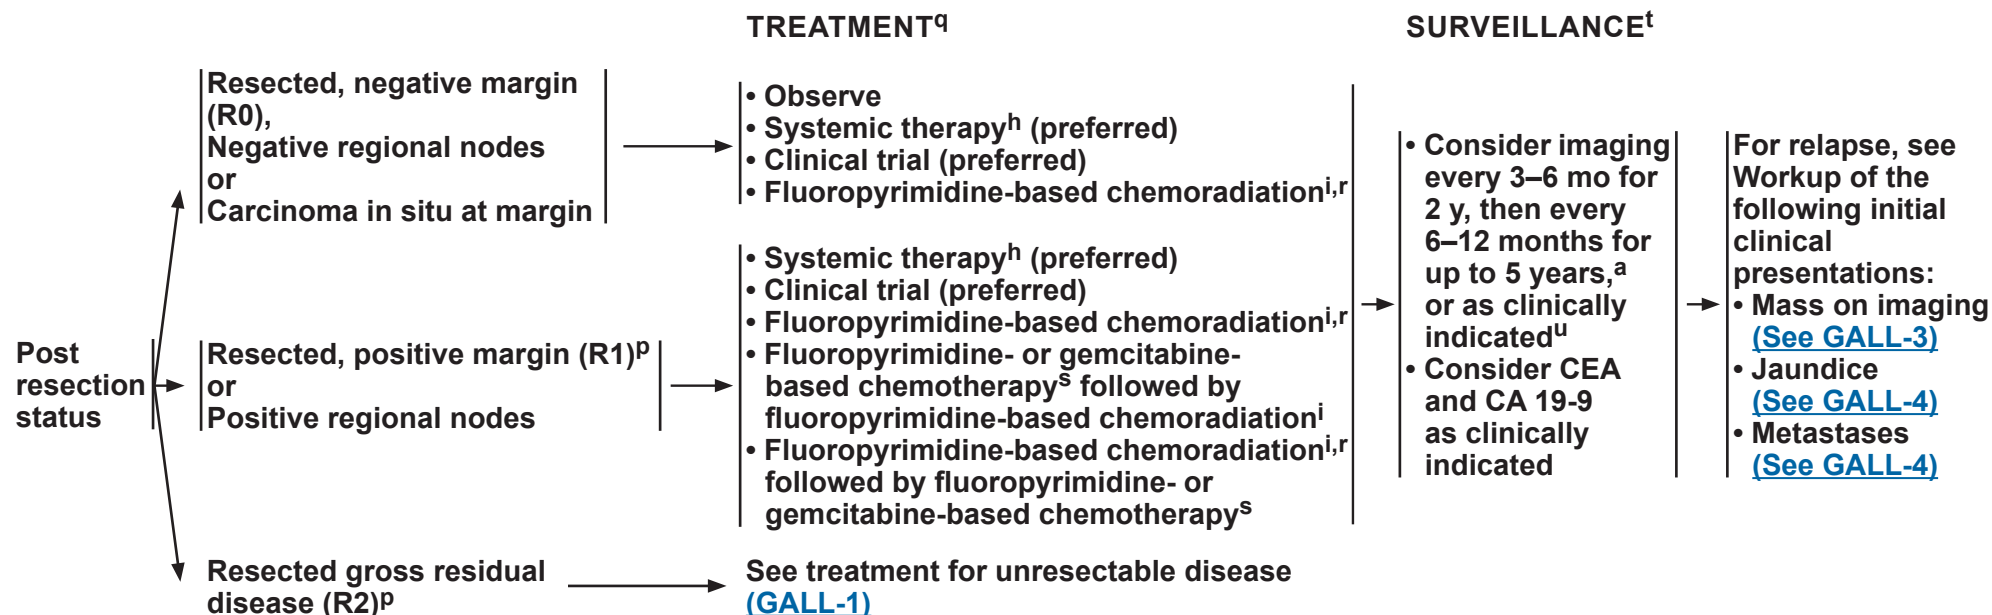 TREATMENTq
SURVEILLANCEt
Post
resection
status
Resected, negative margin
(R0),
Negative regional nodes
or
Carcinoma in situ at margin
• Observe
• Systemic therapyh (preferred)
• Clinical trial (preferred)
• Fluoropyrimidine-based chemoradiationi,r
Resected, positive margin (R1)p
or
Positive regional nodes
• Systemic therapyh (preferred)
• Clinical trial (preferred)
• Fluoropyrimidine-based chemoradiationi,r
• Fluoropyrimidine- or gemcitabine-
based chemotherapys followed by
fluoropyrimidine-based chemoradiationi
• Fluoropyrimidine-based chemoradiationi,r
followed by fluoropyrimidine- or
gemcitabine-based chemotherapys
Resected gross residual
disease (R2)p
See treatment for unresectable disease
(GALL-1)
• Consider imaging
every 3–6 mo for
2 y, then every
6–12 months for
up to 5 years,a
or as clinically
indicatedu
• Consider CEA
and CA 19-9
as clinically
indicated
For relapse, see
Workup of the
following initial
clinical
presentations:
• Mass on imaging
(See GALL-3)
• Jaundice
(See GALL-4)
• Metastases
(See GALL-4)